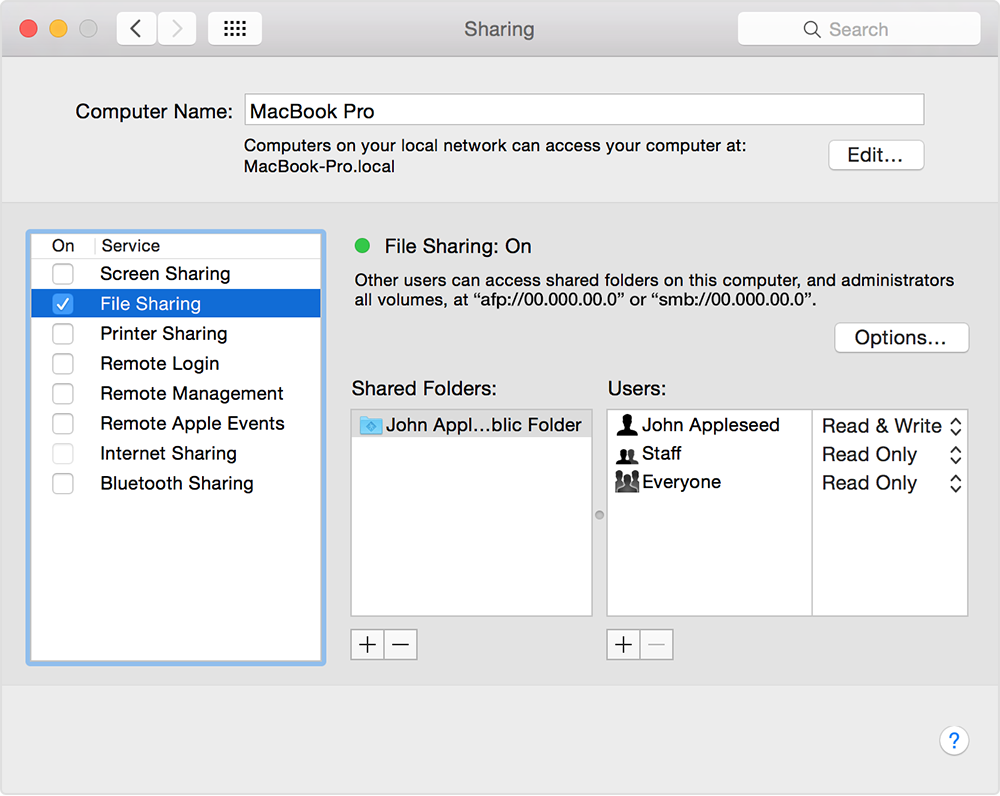 Sharing
Search
Computer Name: MacBook Pro
Computers on your local network can access your computer at:
MacBook-Pro.local
Edit...
On Service
Screen Sharing
File Sharing
Printer Sharing
Remote Login
Remote Management
Remote Apple Events
Internet Sharing
Bluetooth Sharing
File Sharing: On
Other users can access shared folders on this computer, and administrators
all volumes, at “afp://00.000.00.0” or “smb://00.000.00.0”.
Options...
Shared Folders:
John Appl...blic Folder
Users:
John Appleseed Read & Write
Staff Read Only
Everyone Read Only
?